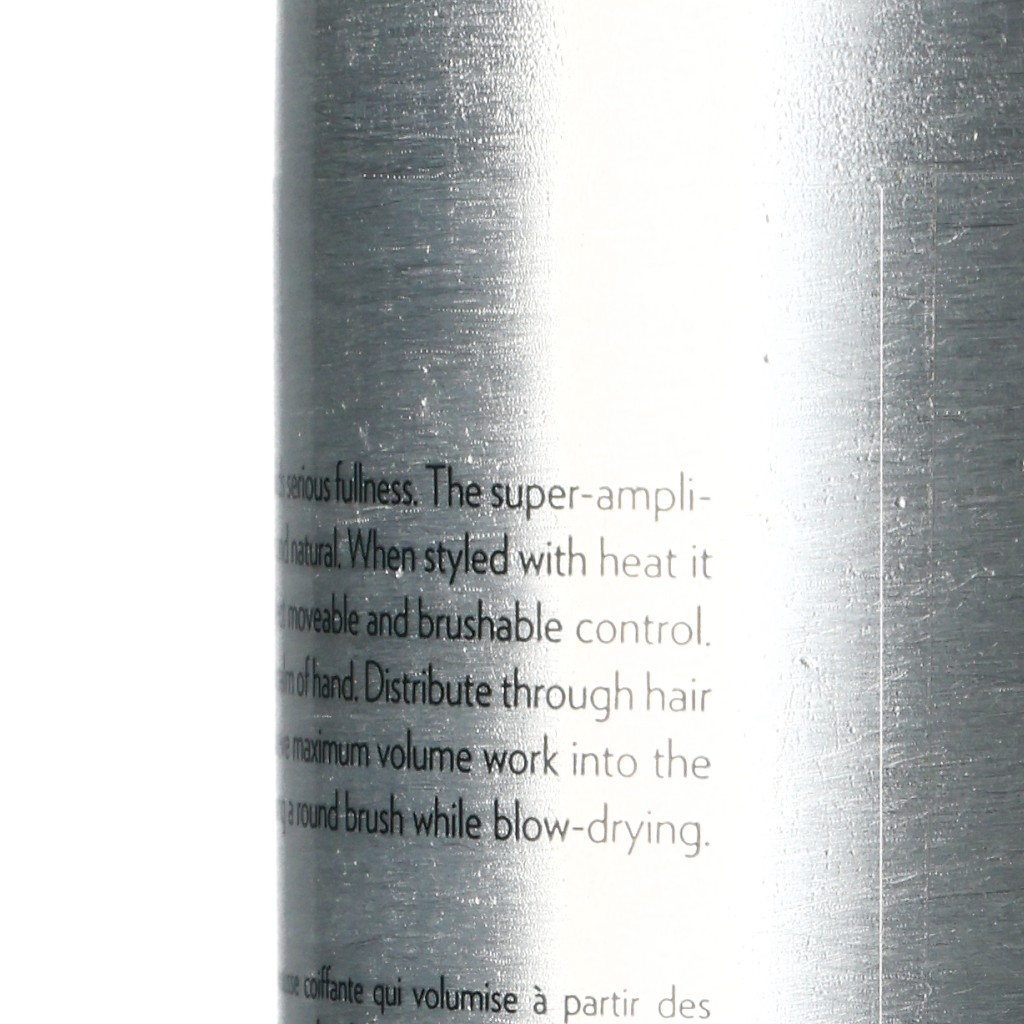 serious fullness. The super-ampli-
natural. When styled with heat it
moveable and brushable control.
of hand. Distribute through hair
maximum volume work into the
a round brush while blow-drying.
coiffante qui volumise à partir des